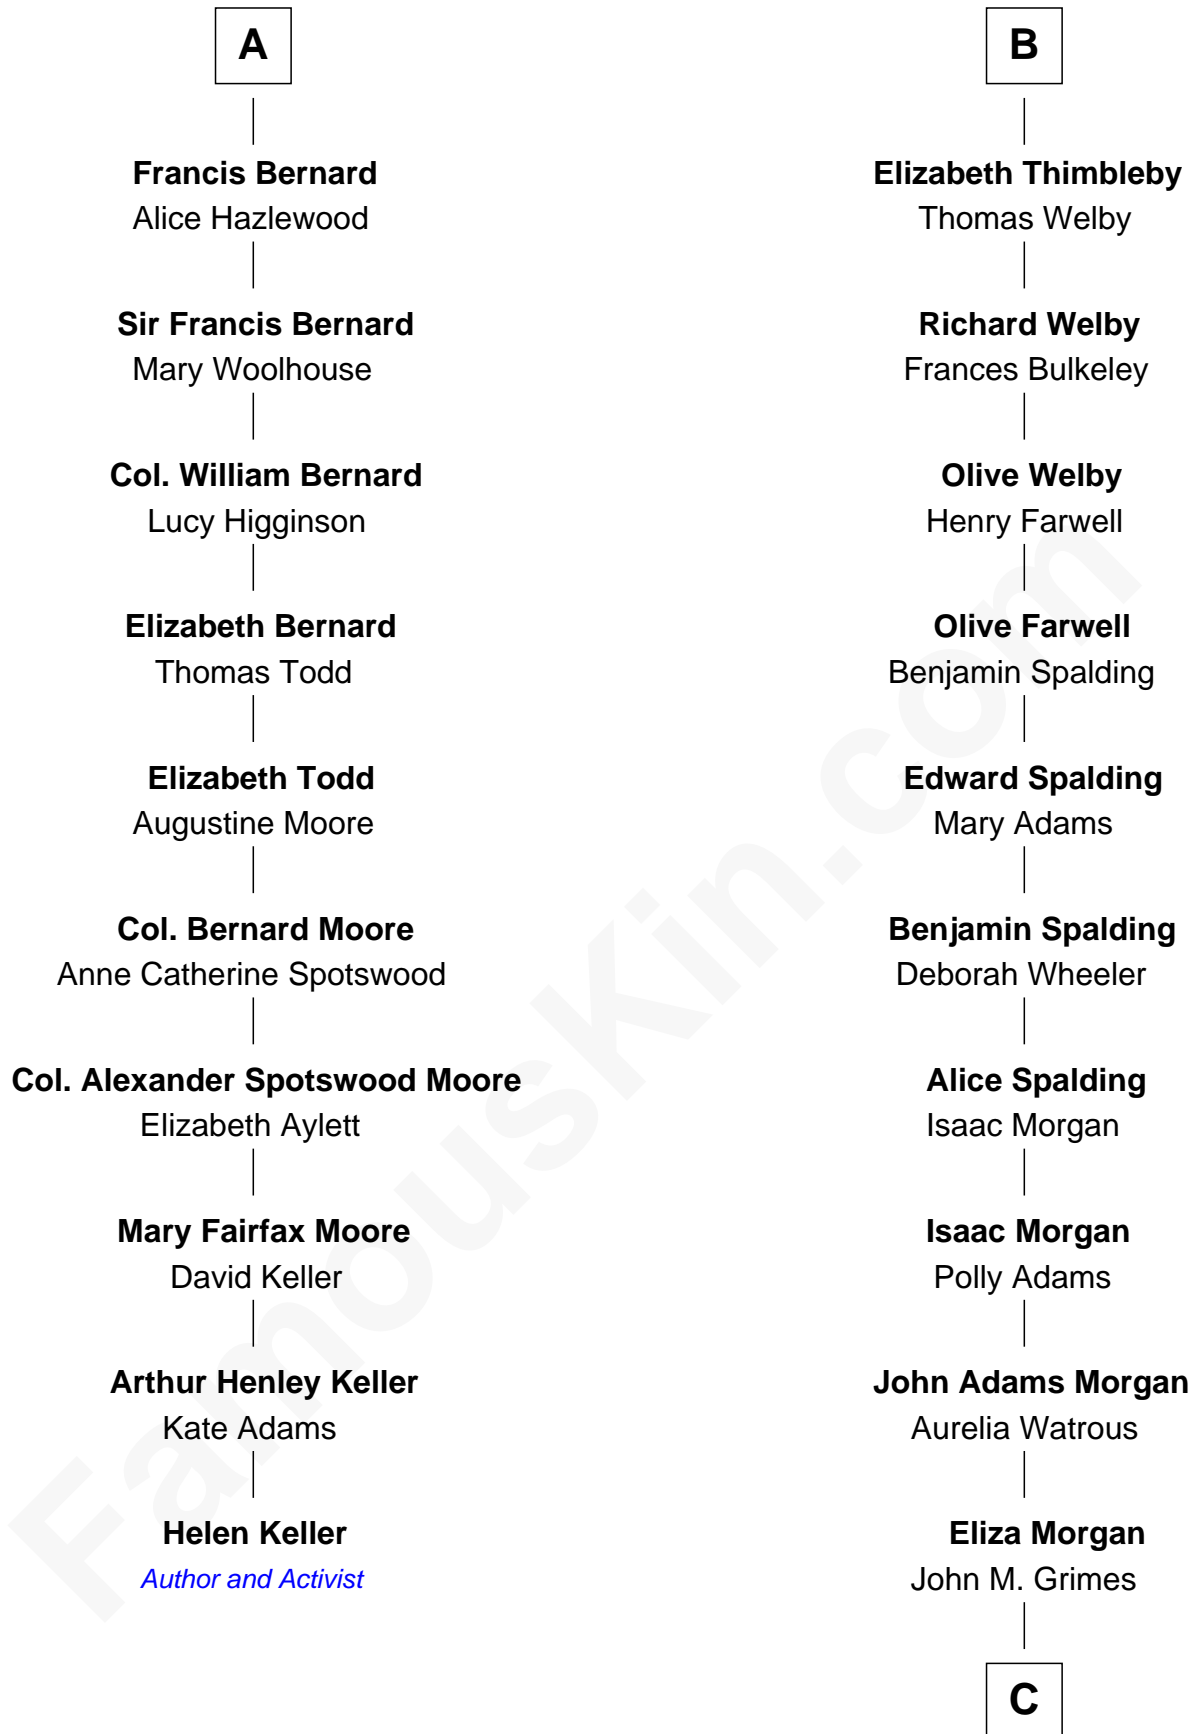 A
Francis Bernard
Alice Hazlewood
Sir Francis Bernard
Mary Woolhouse
Col. William Bernard
Lucy Higginson
Elizabeth Bernard
Thomas Todd
Elizabeth Todd
Augustine Moore
Col. Bernard Moore
Anne Catherine Spotswood
Col. Alexander Spotswood Moore
Elizabeth Aylett
Mary Fairfax Moore
David Keller
Arthur Henley Keller
Kate Adams
Helen Keller
Author and Activist
B
Elizabeth Thimbleby
Thomas Welby
Richard Welby
Frances Bulkeley
Olive Welby
Henry Farwell
Olive Farwell
Benjamin Spalding
Edward Spalding
Mary Adams
Benjamin Spalding
Deborah Wheeler
Alice Spalding
Isaac Morgan
Isaac Morgan
Polly Adams
John Adams Morgan
Aurelia Watrous
Eliza Morgan
John M. Grimes
C
FamousKin.com